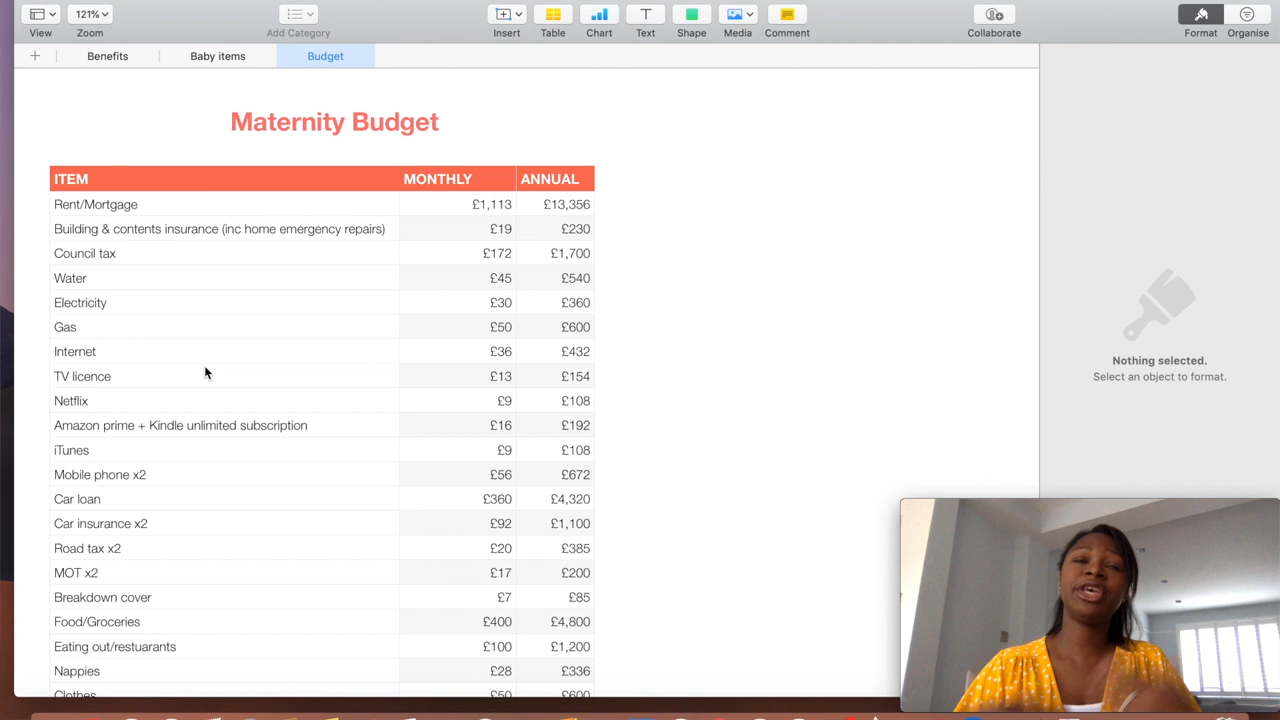 121%
View
Zoom
Add Category
Insert
Table
Chart
Text
Shape
Media
Comment
Collaborate
Format
Organise
Benefits
Baby items
Budget
Maternity Budget
ITEM MONTHLY ANNUAL
Rent/Mortgage £1,113 £13,356
Building & contents insurance (inc home emergency repairs) £19 £230
Council tax £172 £1,700
Water £45 £540
Electricity £30 £360
Gas £50 £600
Internet £36 £432
TV licence £13 £154
Netflix £9 £108
Amazon prime + Kindle unlimited subscription £16 £192
iTunes £9 £108
Mobile phone x2 £56 £672
Car loan £360 £4,320
Car insurance x2 £92 £1,100
Road tax x2 £20 £385
MOT x2 £17 £200
Breakdown cover £7 £85
Food/Groceries £400 £4,800
Eating out/restuarants £100 £1,200
Nappies £28 £336
Clothes £50 £600
Nothing selected.
Select an object to format.